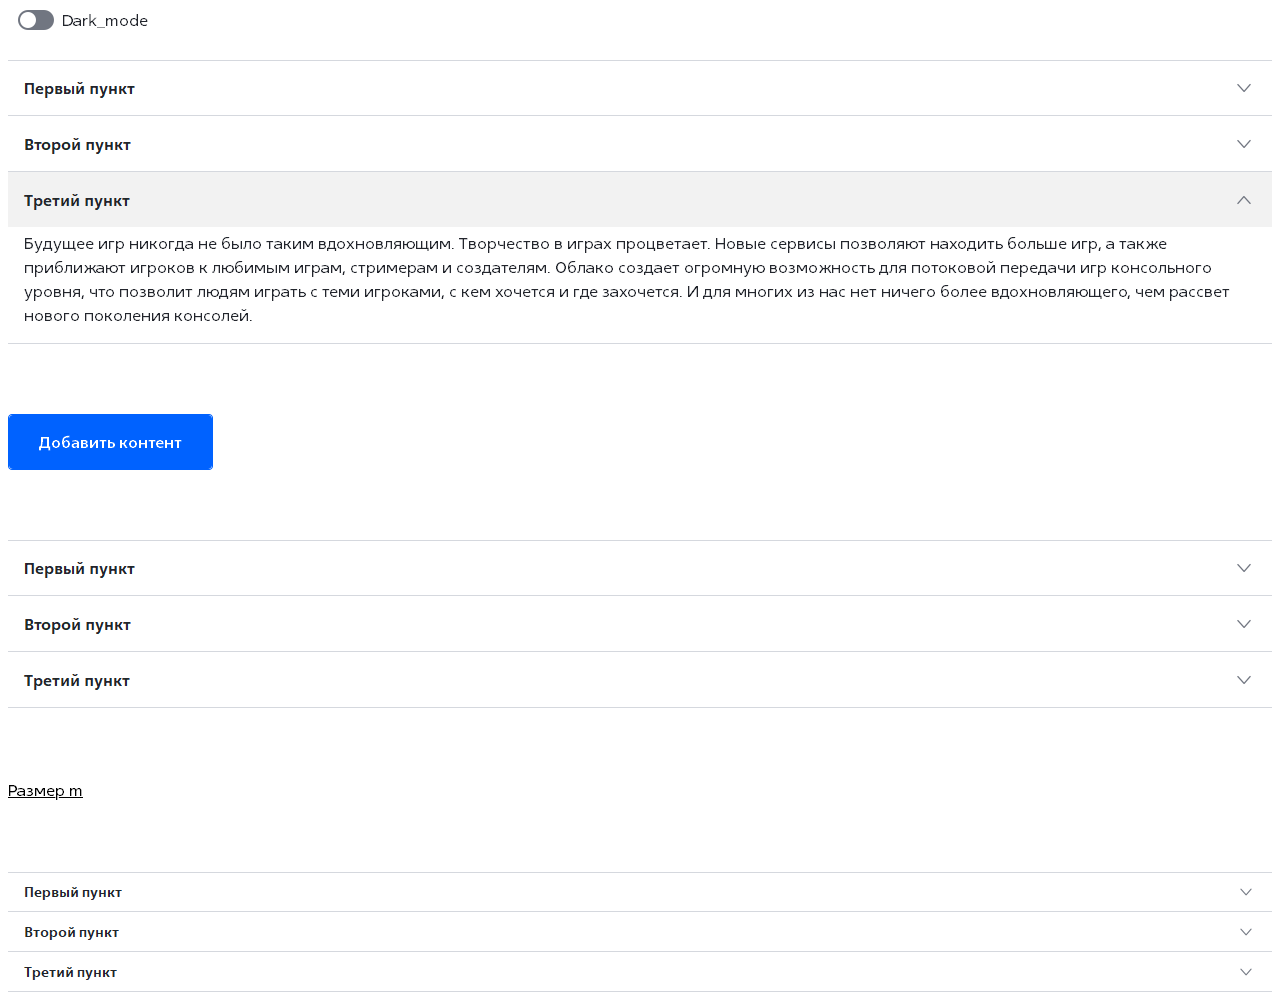 Dark_mode
Первый пункт
Второй пункт
Третий пункт
Будущее игр никогда не было таким вдохновляющим. Творчество в играх процветает. Новые сервисы позволяют находить больше игр, а также
приближают игроков к любимым играм, стримерам и создателям. Облако создает огромную возможность для потоковой передачи игр консольного
уровня, что позволит людям играть с теми игроками, с кем хочется и где захочется. И для многих из нас нет ничего более вдохновляющего, чем рассвет
нового поколения консолей.
Добавить контент
Первый пункт
Второй пункт
Третий пункт
Размер m
Первый пункт
Второй пункт
Третий пункт